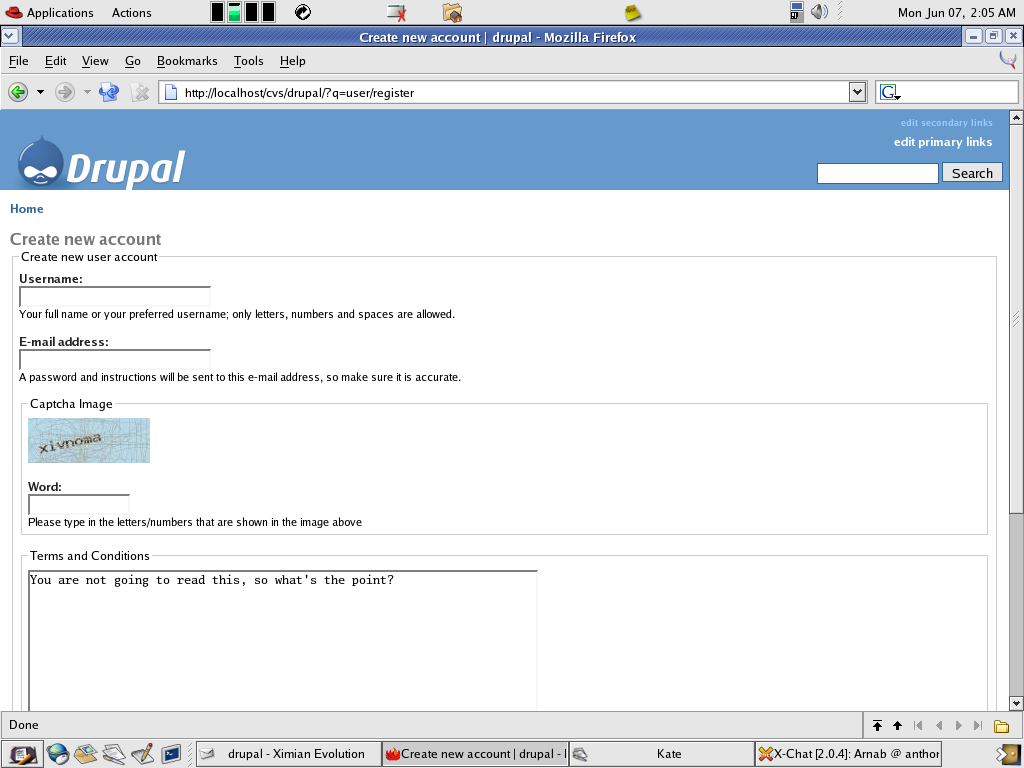 Applications Actions Mon Jun 07, 2:05 AM
Create new account | drupal - Mozilla Firefox
File Edit View Go Bookmarks Tools Help
http://localhost/cvs/drupal/?q=user/register G
edit secondary links
edit primary links
Drupal
Search
Home
Create new account
Create new user account
Username:
Your full name or your preferred username; only letters, numbers and spaces are allowed.
E-mail address:
A password and instructions will be sent to this e-mail address, so make sure it is accurate.
Captcha Image
xivnoma
Word:
Please type in the letters/numbers that are shown in the image above
Terms and Conditions
You are not going to read this, so what's the point?
Done
drupal - Ximian Evolution Create new account | drupal - Kate X-Chat [2.0.4]: Arnab @ anthor